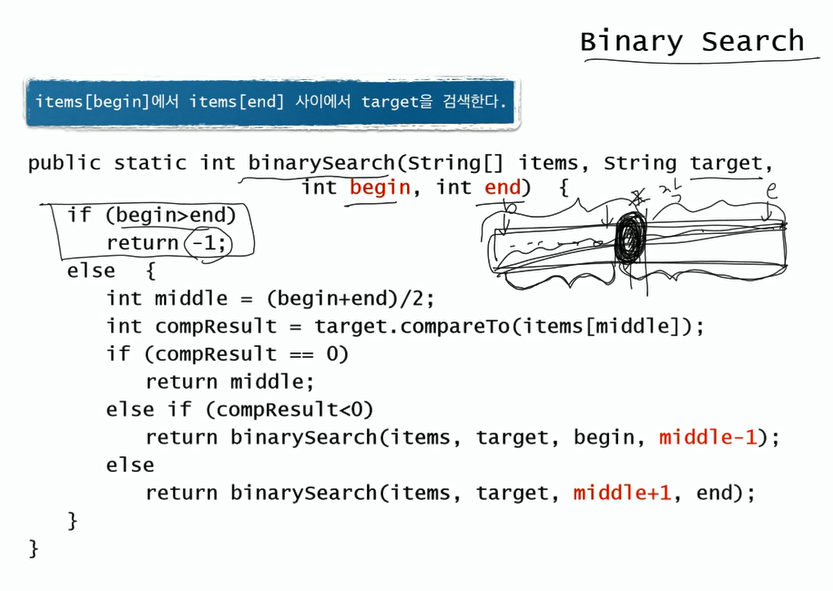 Binary Search
items[begin]에서 items[end] 사이에서 target을 검색한다.
public static int binarySearch(String[] items, String target,
int begin, int end) {
if (begin>end)
return -1;
else {
int middle = (begin+end)/2;
int compResult = target.compareTo(items[middle]);
if (compResult == 0)
return middle;
else if (compResult<0)
return binarySearch(items, target, begin, middle-1);
else
return binarySearch(items, target, middle+1, end);
}
}
b
e